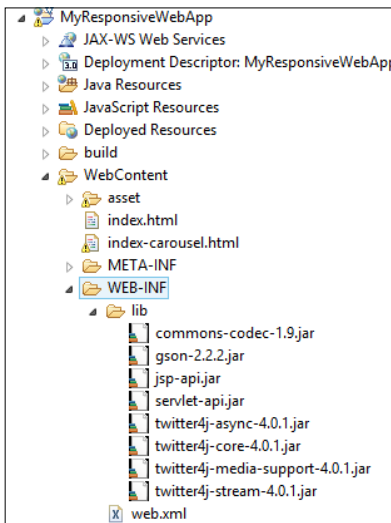 MyResponsiveWebApp
JAX-WS Web Services
3.0 Deployment Descriptor: MyResponsiveWebApp
Java Resources
JavaScript Resources
Deployed Resources
build
WebContent
asset
index.html
index-carousel.html
META-INF
WEB-INF
lib
commons-codec-1.9.jar
gson-2.2.2.jar
jsp-api.jar
servlet-api.jar
twitter4j-async-4.0.1.jar
twitter4j-core-4.0.1.jar
twitter4j-media-support-4.0.1.jar
twitter4j-stream-4.0.1.jar
X web.xml